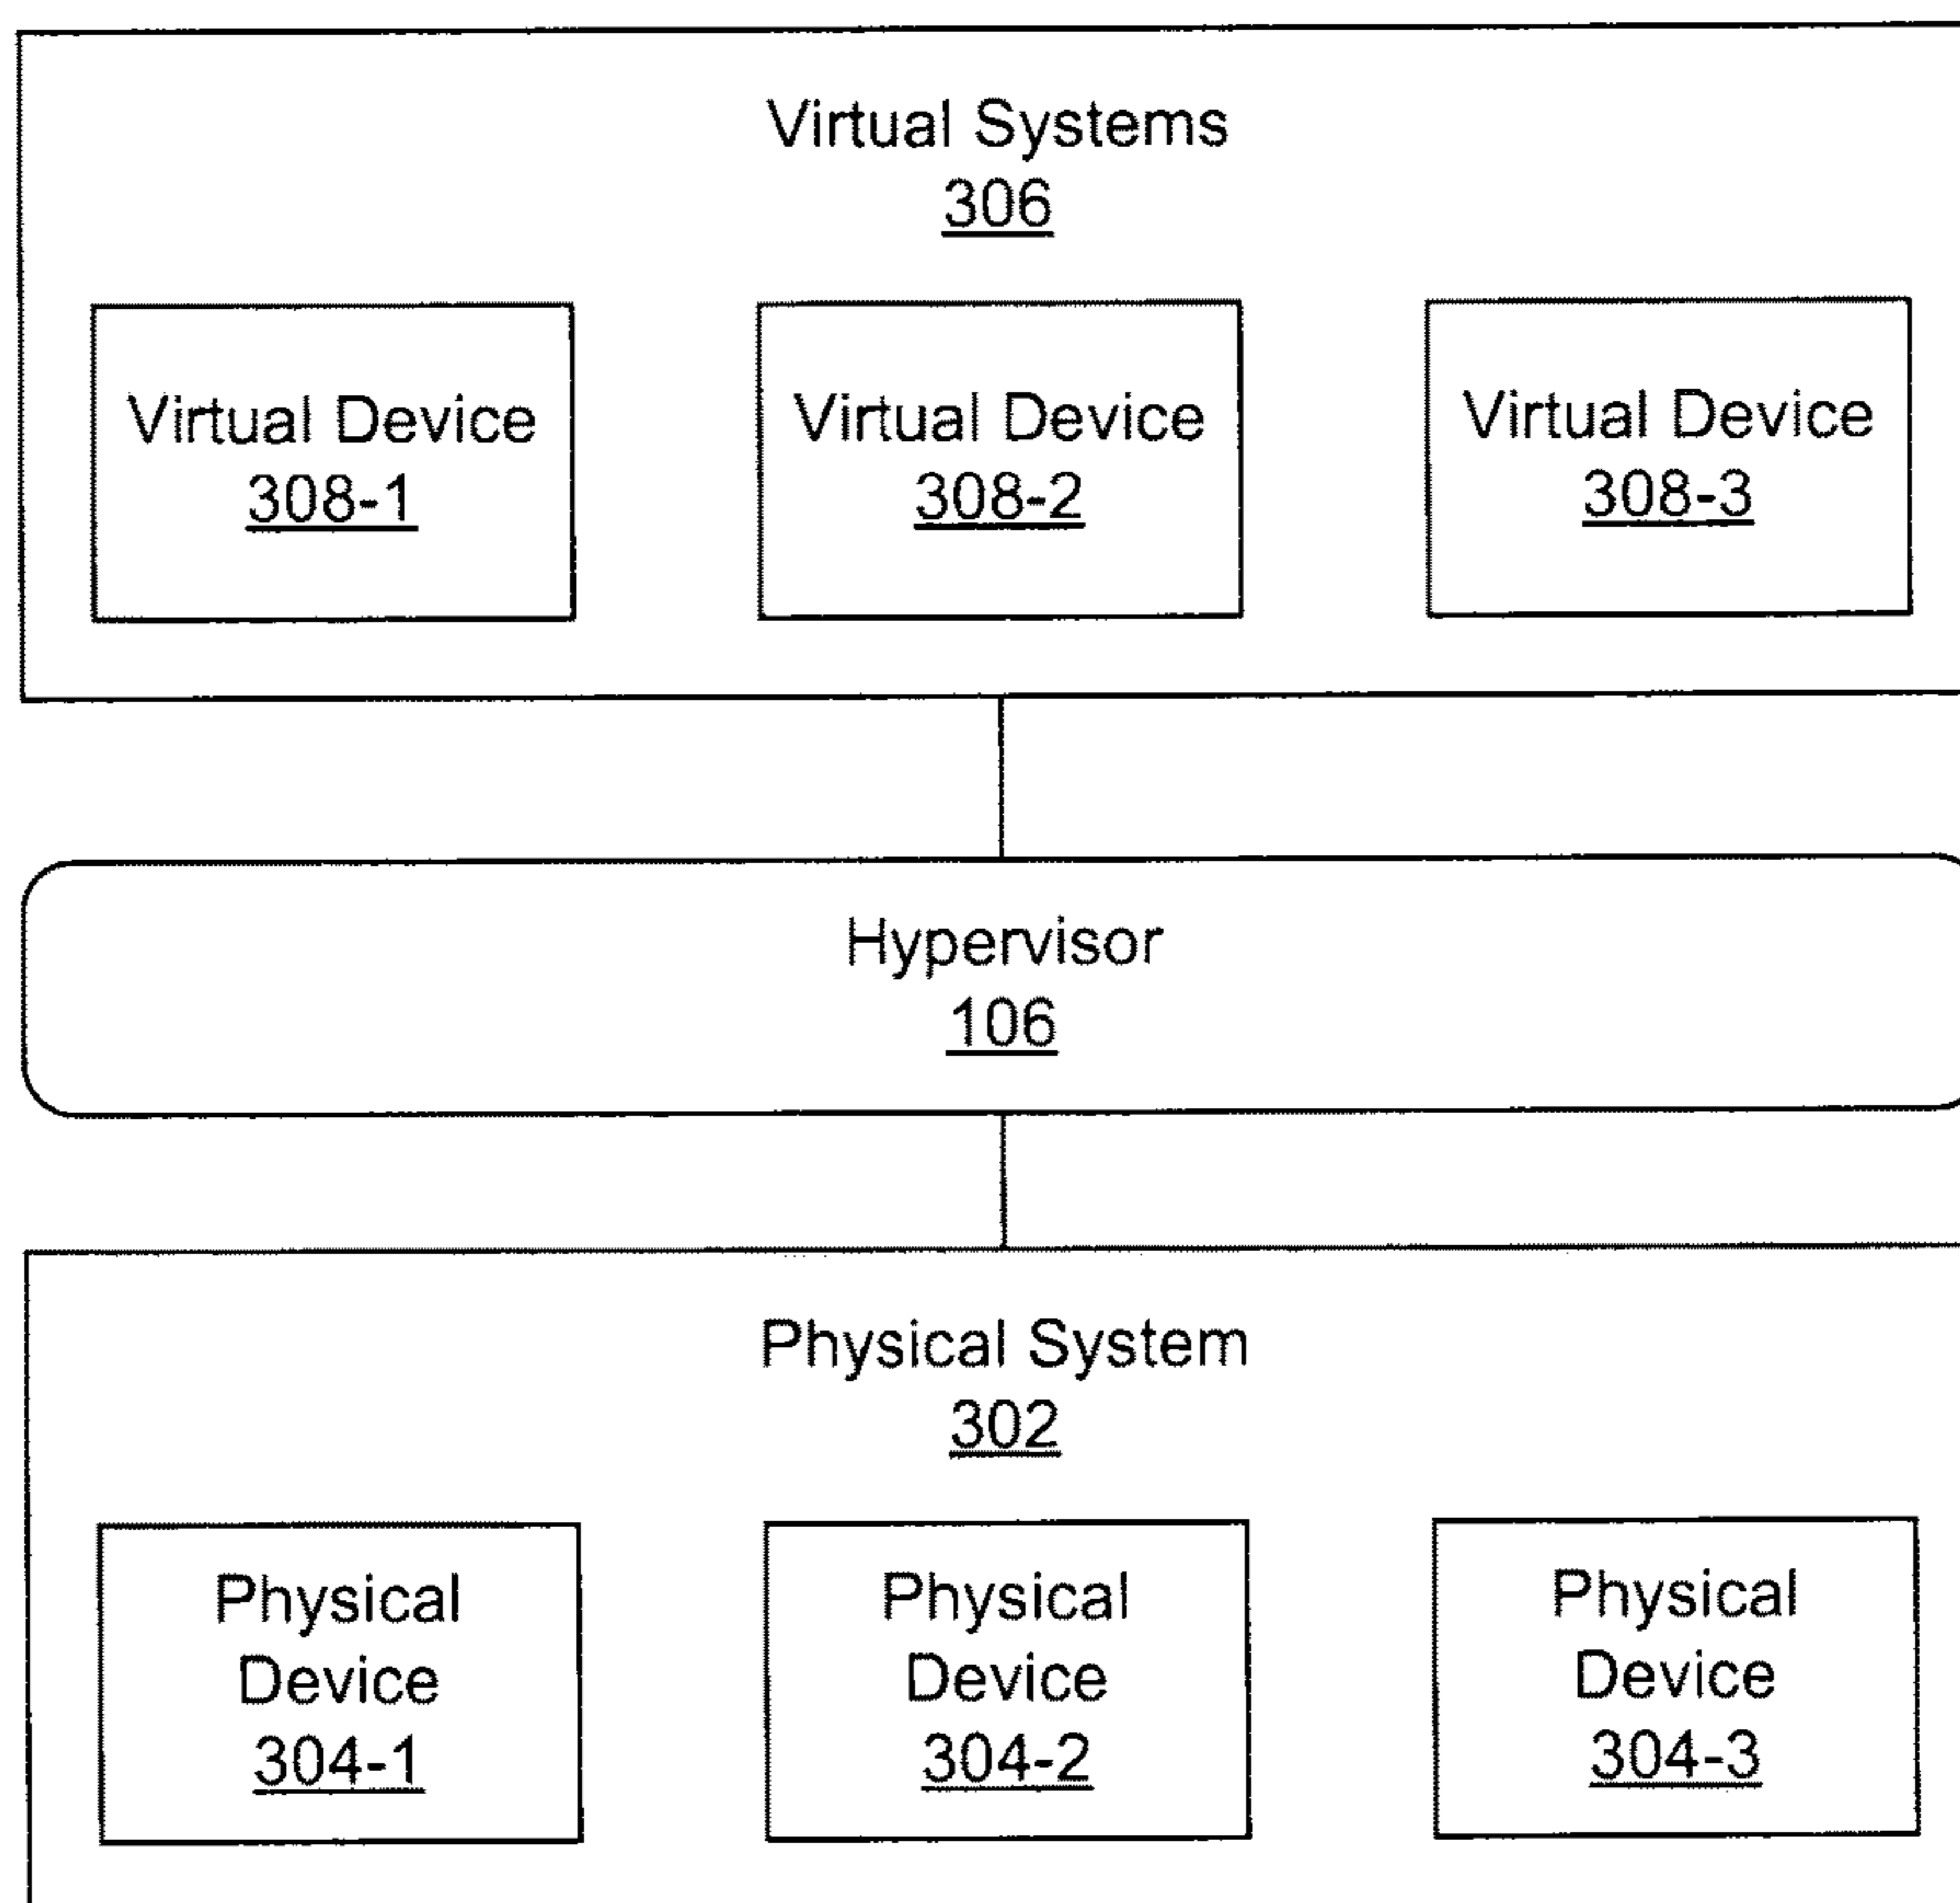 Virtual Systems
306
Virtual Device
308-1
Virtual Device
308-2
Virtual Device
308-3
Hypervisor
106
Physical System
302
Physical
Device
304-1
Physical
Device
304-2
Physical
Device
304-3